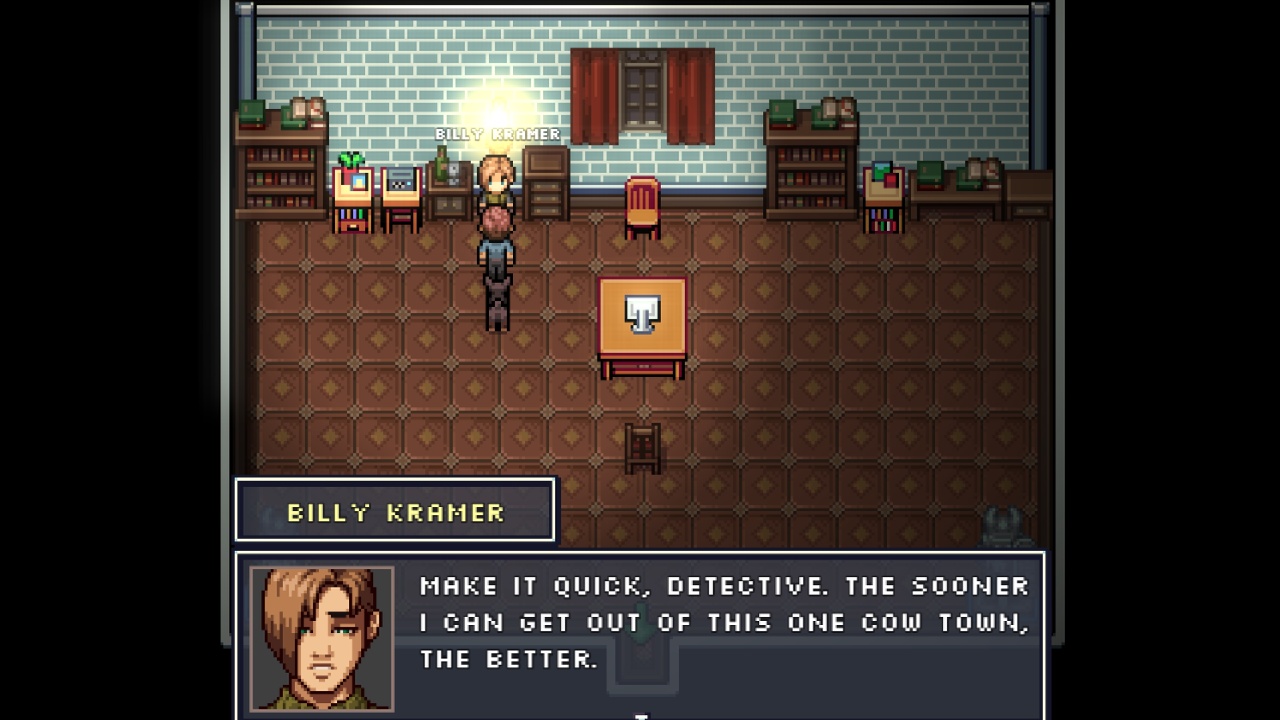 BILLY KRAMER
BILLY KRAMER
MAKE IT QUICK, DETECTIVE. THE SOONER
I CAN GET OUT OF THIS ONE COW TOWN,
THE BETTER.